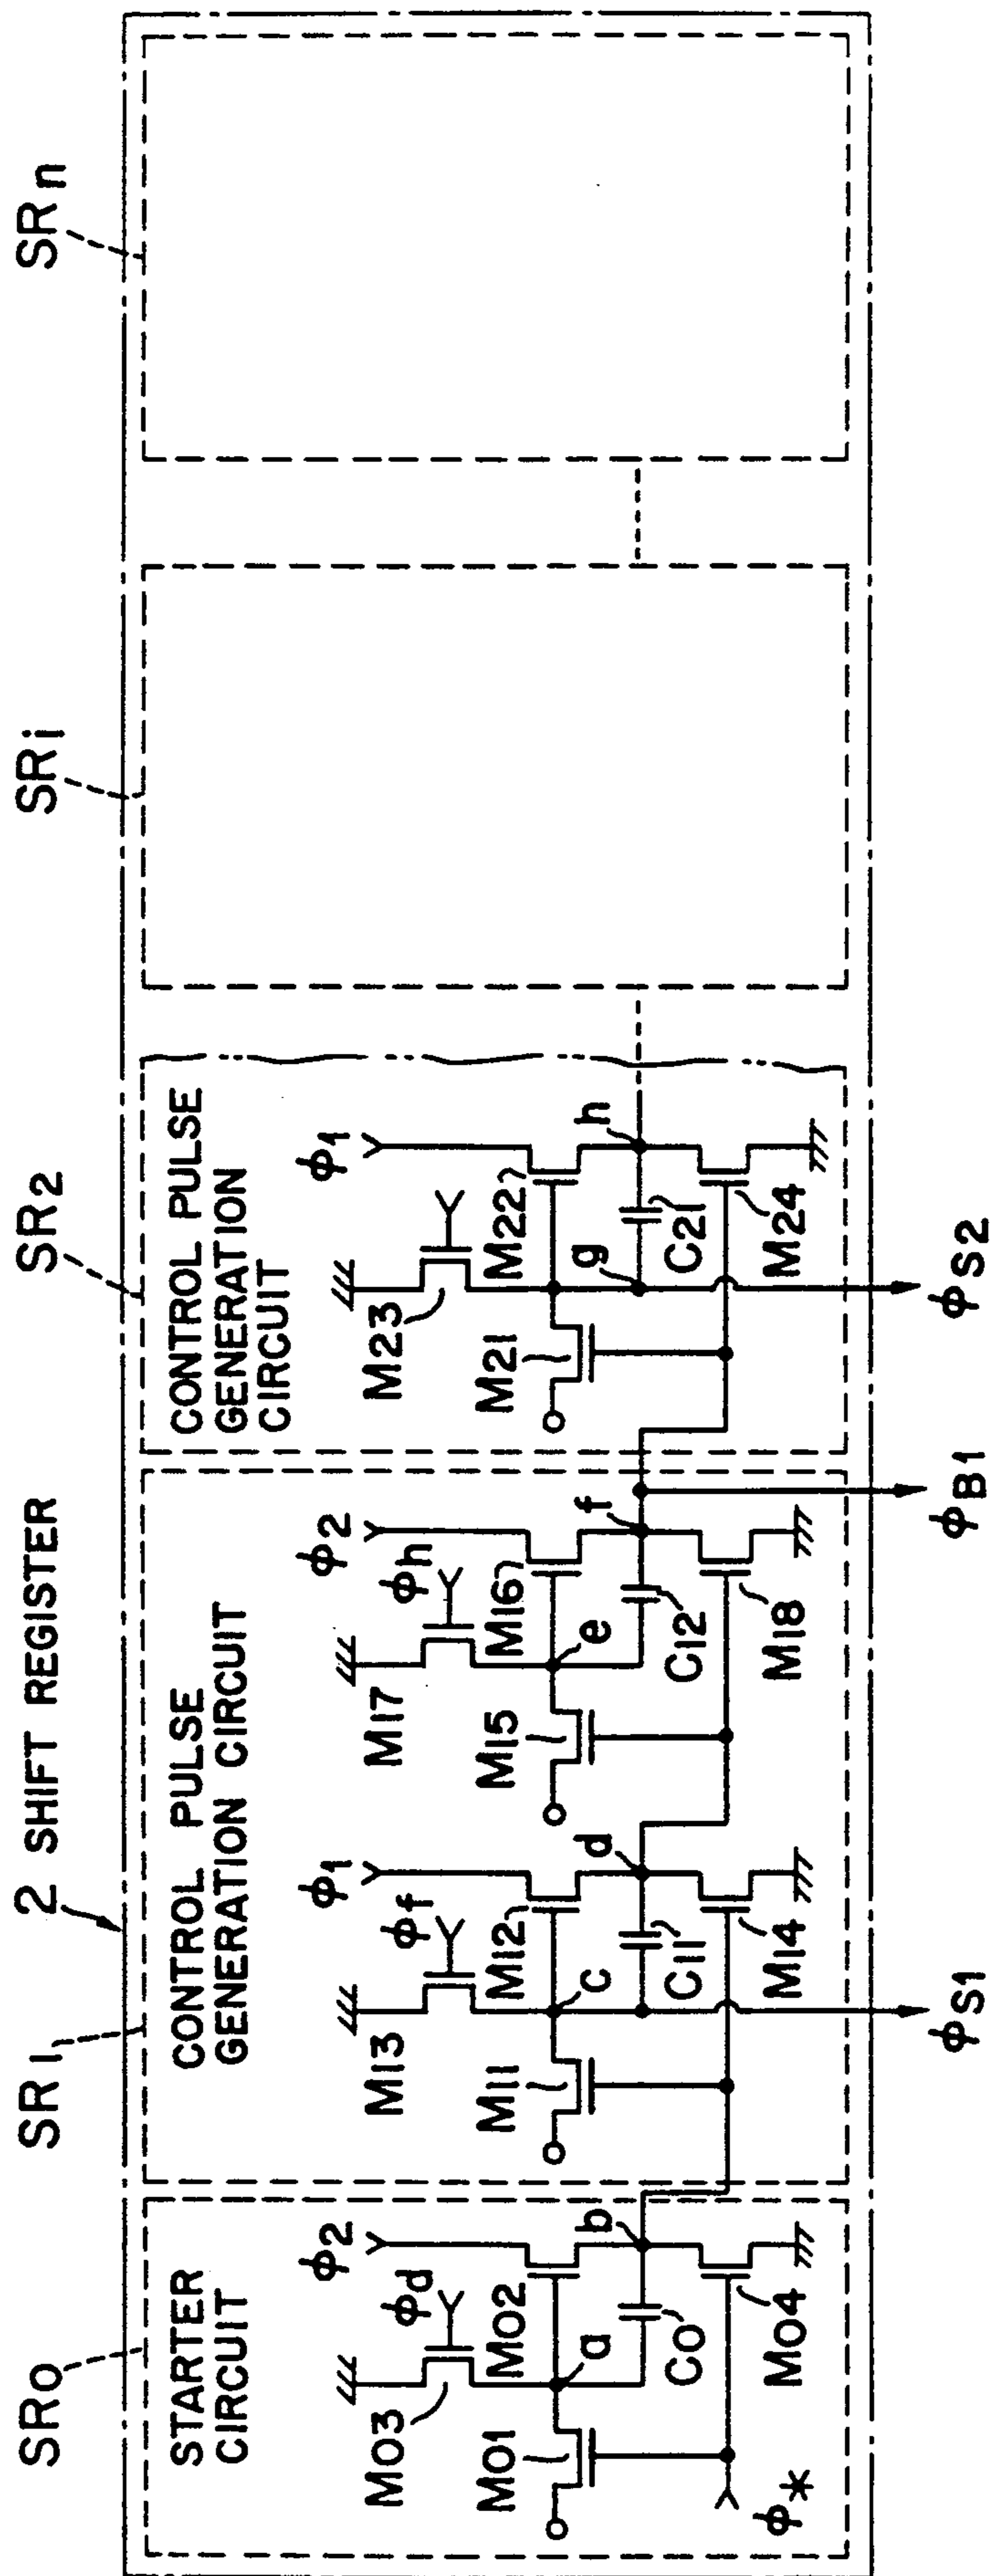 SR0
SR1
2 SHIFT REGISTER
SR2
SRi
SRn
STARTER
CIRCUIT
CONTROL PULSE
GENERATION CIRCUIT
CONTROL PULSE
GENERATION
CIRCUIT
ϕ2
ϕd
M03
M02
M01
a
b
C0
M04
ϕ*
ϕ1
ϕf
M13
M12
M11
c
d
C11
M14
ϕ2
ϕh
M17
M16
M15
e
f
C12
M18
ϕ1
M23
M22
M21
g
h
C21
M24
ϕS1
ϕB1
ϕS2